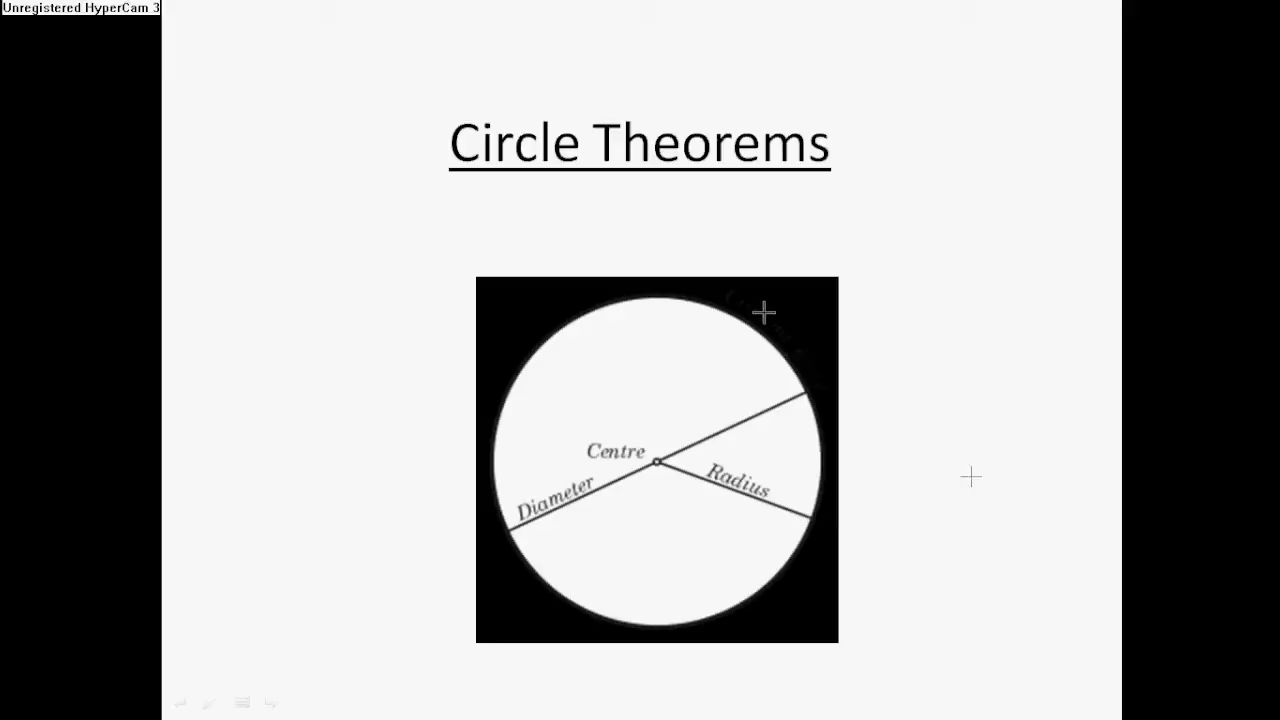 Unregistered HyperCam 3
Circle Theorems
Centre
Diameter
Radius